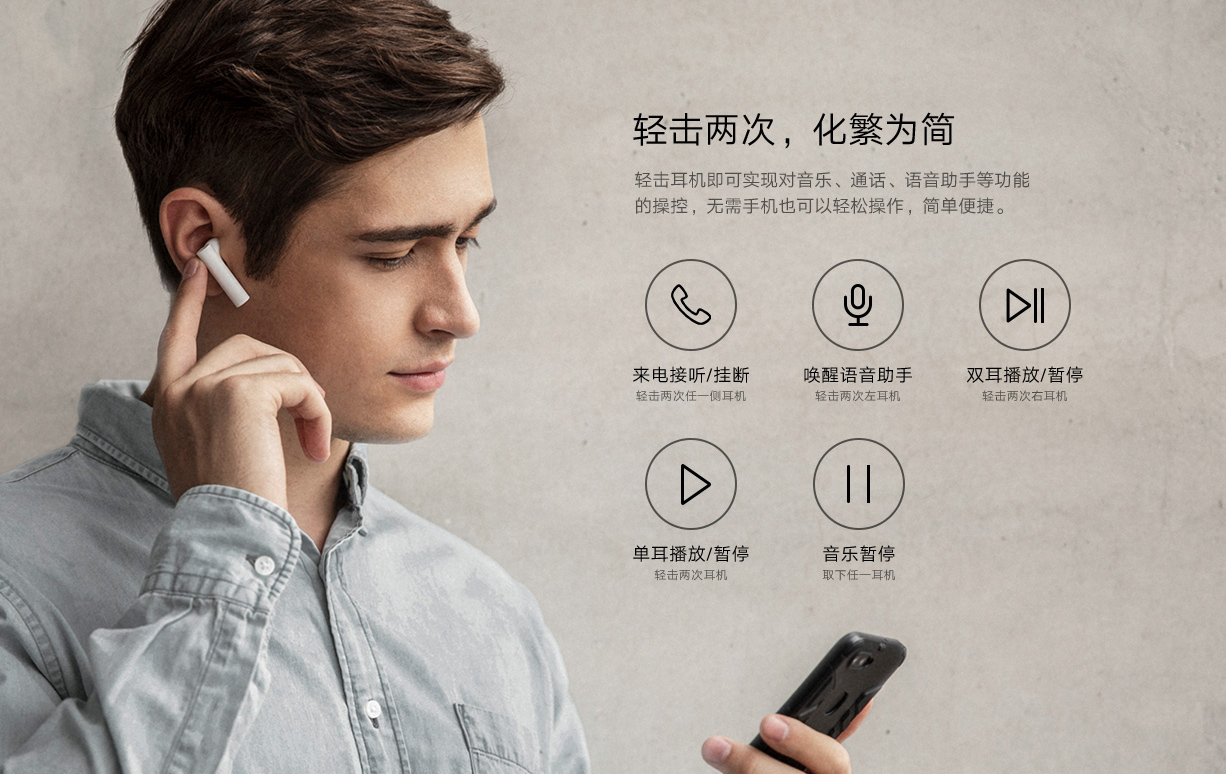 轻击两次，化繁为简
轻击耳机即可实现对音乐、通话、语音助手等功能
的操控，无需手机也可以轻松操作，简单便捷。
来电接听/挂断
轻击两次任一侧耳机
唤醒语音助手
轻击两次左耳机
双耳播放/暂停
轻击两次右耳机
单耳播放/暂停
轻击两次耳机
音乐暂停
取下任一耳机